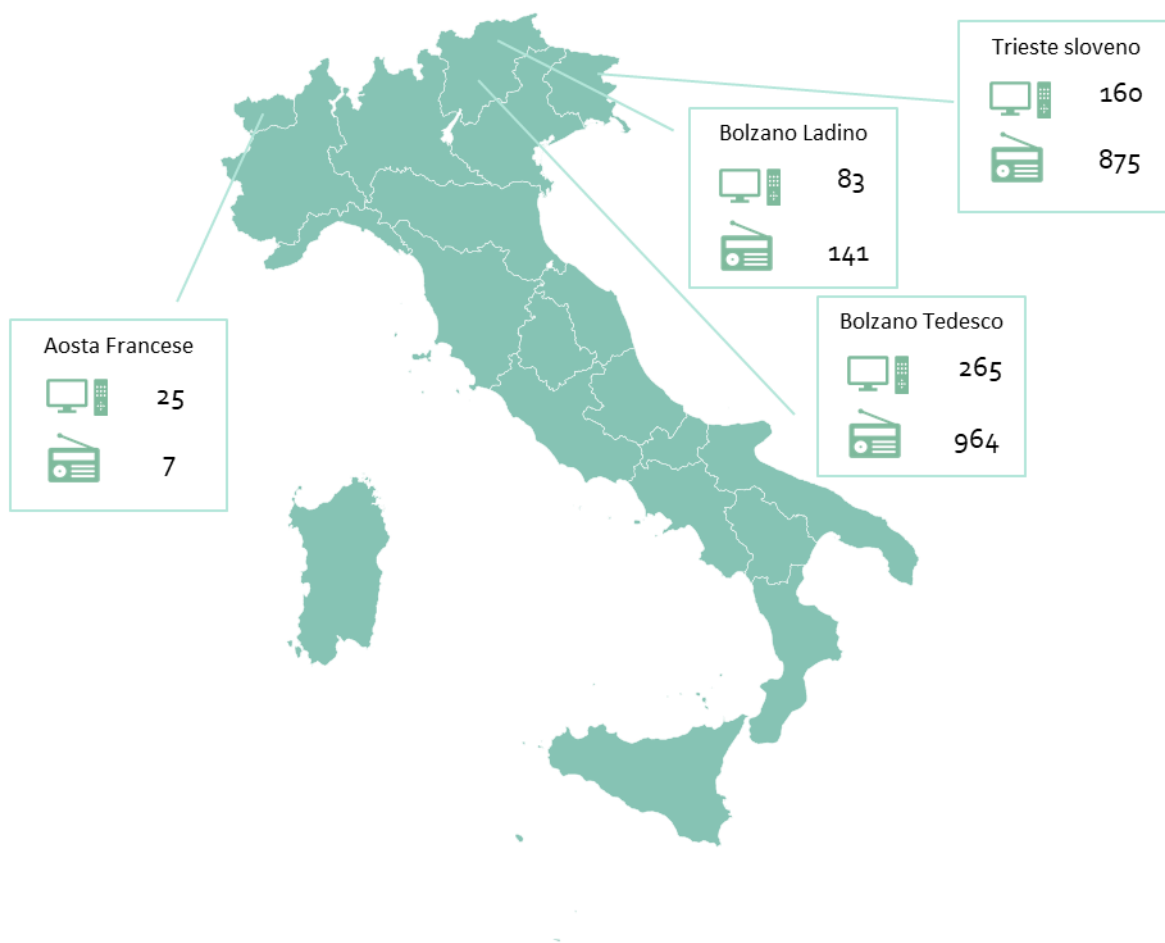 Trieste sloveno
160
875
Bolzano Ladino
83
141
Bolzano Tedesco
265
964
Aosta Francese
25
7